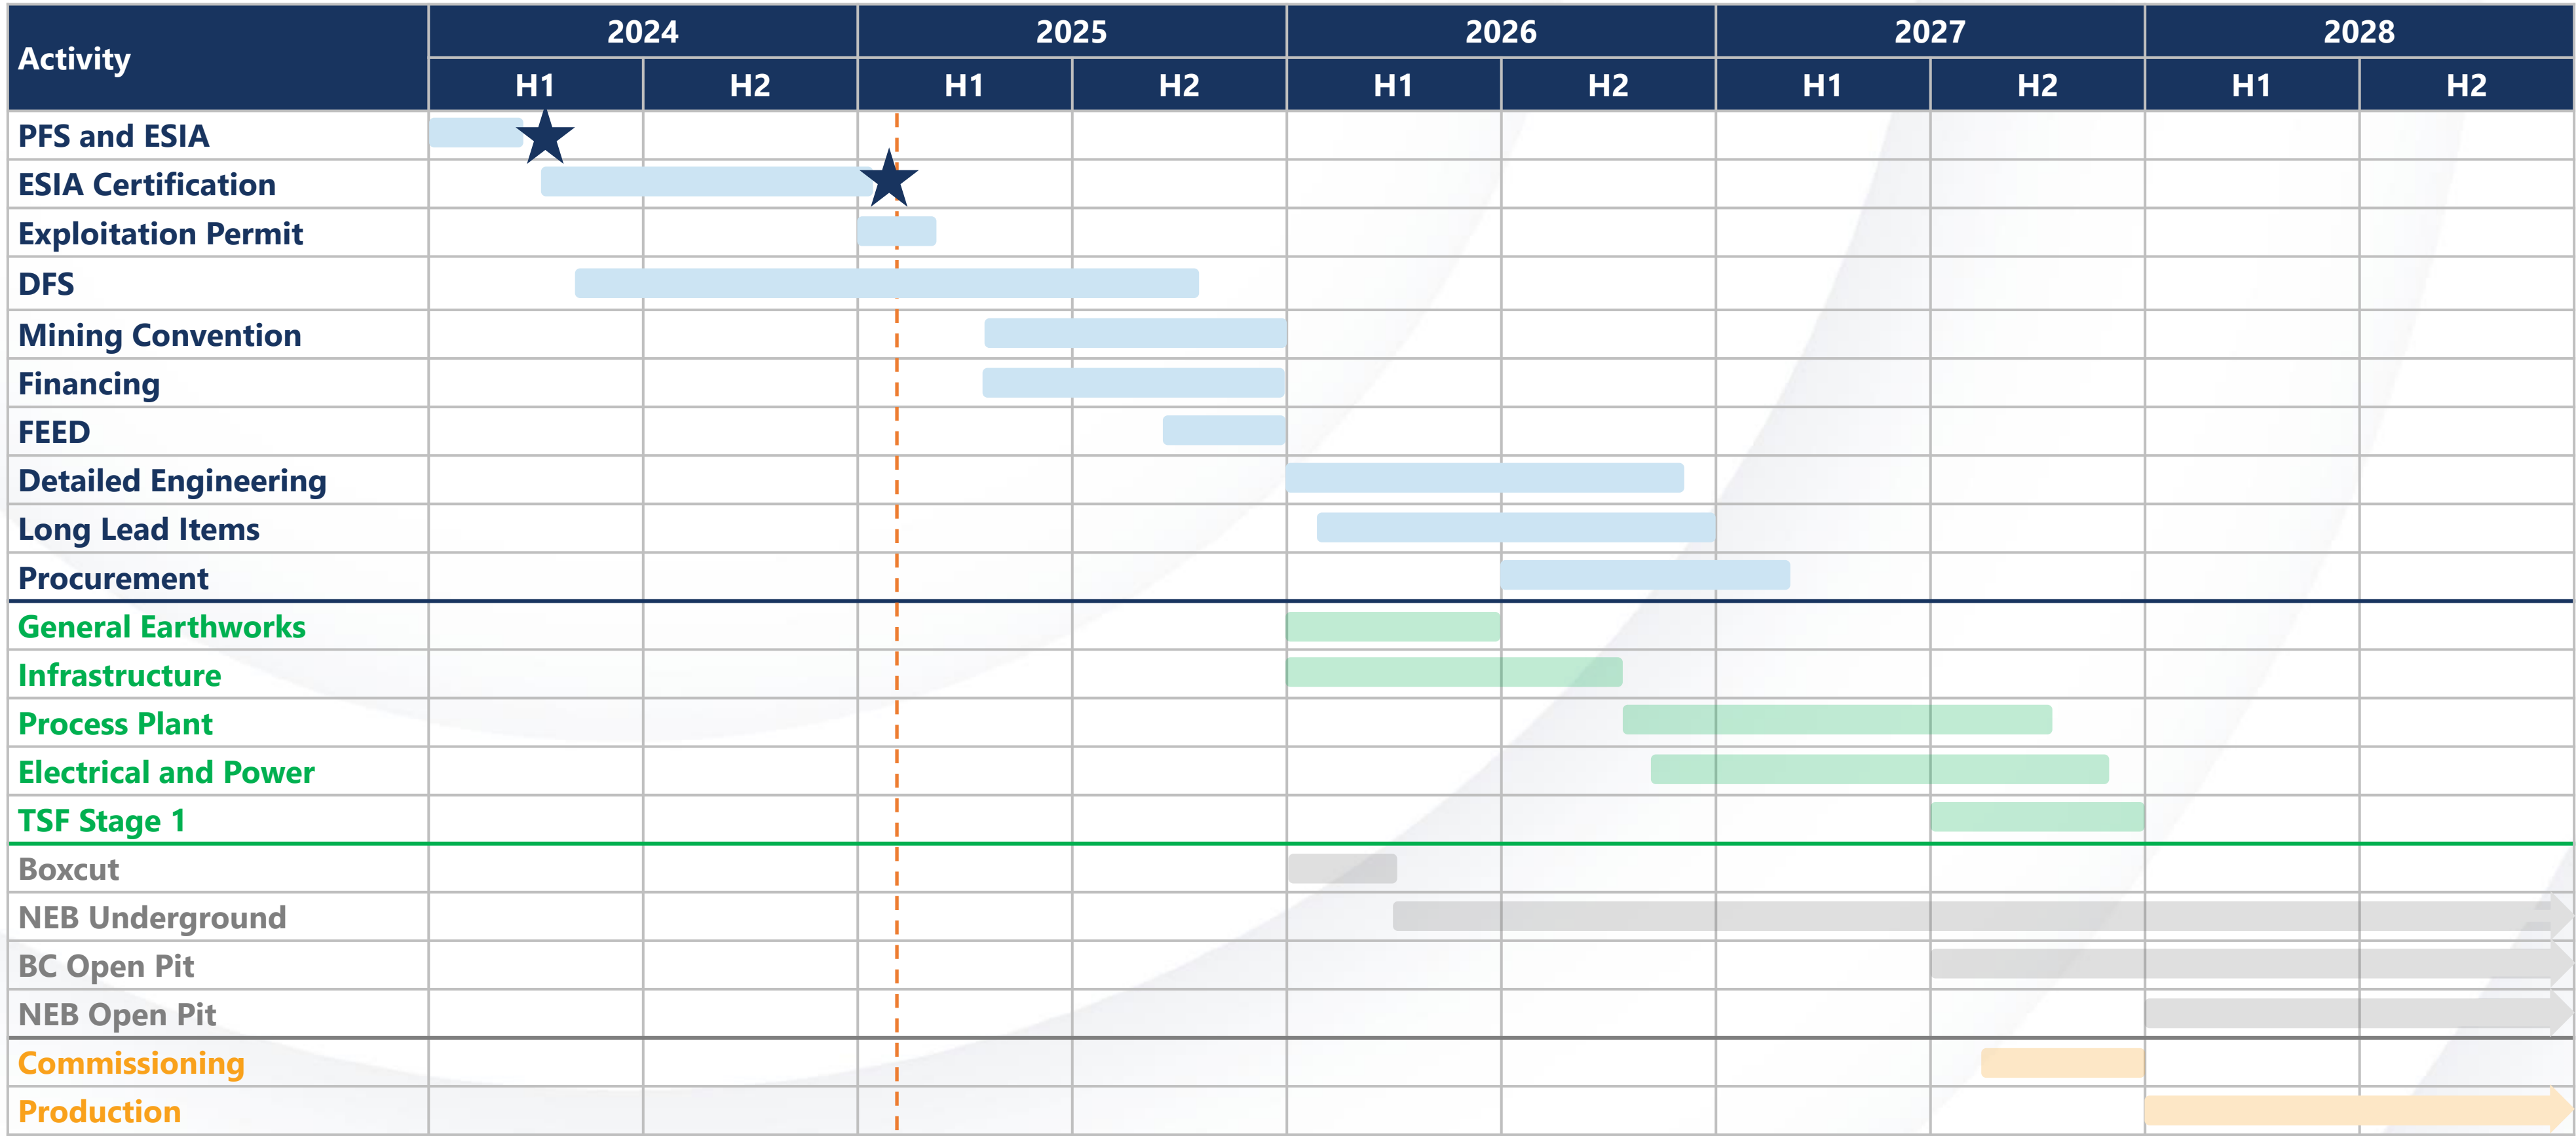 Activity 2024 2025 2026 2027 2028
H1 H2 H1 H2 H1 H2 H1 H2 H1 H2
PFS and ESIA
ESIA Certification
Exploitation Permit
DFS
Mining Convention
Financing
FEED
Detailed Engineering
Long Lead Items
Procurement
General Earthworks
Infrastructure
Process Plant
Electrical and Power
TSF Stage 1
Boxcut
NEB Underground
BC Open Pit
NEB Open Pit
Commissioning
Production